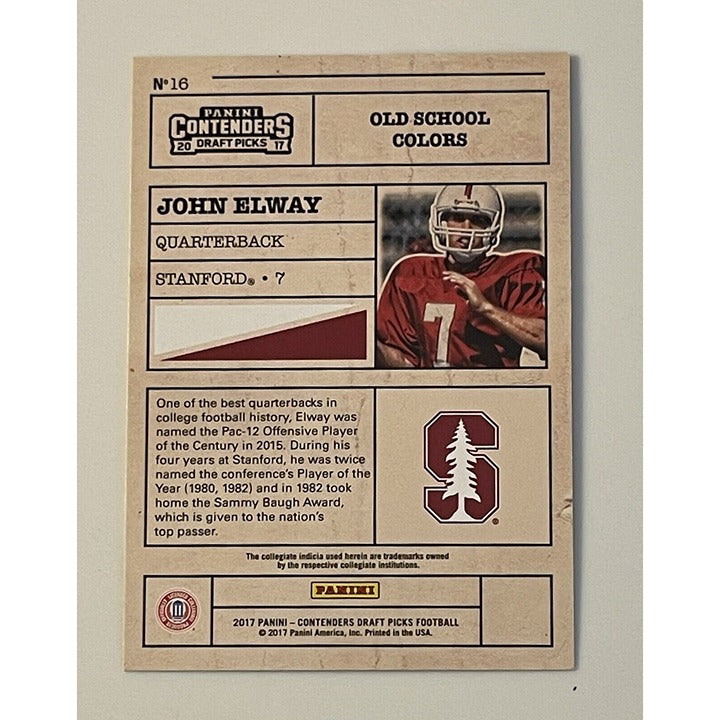 Nº16
PANINI
CONTENDERS
20 DRAFT PICKS 17
OLD SCHOOL
COLORS
JOHN ELWAY
QUARTERBACK
STANFORD® • 7
7
One of the best quarterbacks in
college football history, Elway was
named the Pac-12 Offensive Player
of the Century in 2015. During his
four years at Stanford, he was twice
named the conference's Player of the
Year (1980, 1982) and in 1982 took
home the Sammy Baugh Award,
which is given to the nation's
top passer.
S
®
The collegiate indicia used herein are trademarks owned
by the respective collegiate institutions.
PANINI
2017 PANINI – CONTENDERS DRAFT PICKS FOOTBALL
© 2017 Panini America, Inc. Printed in the USA.